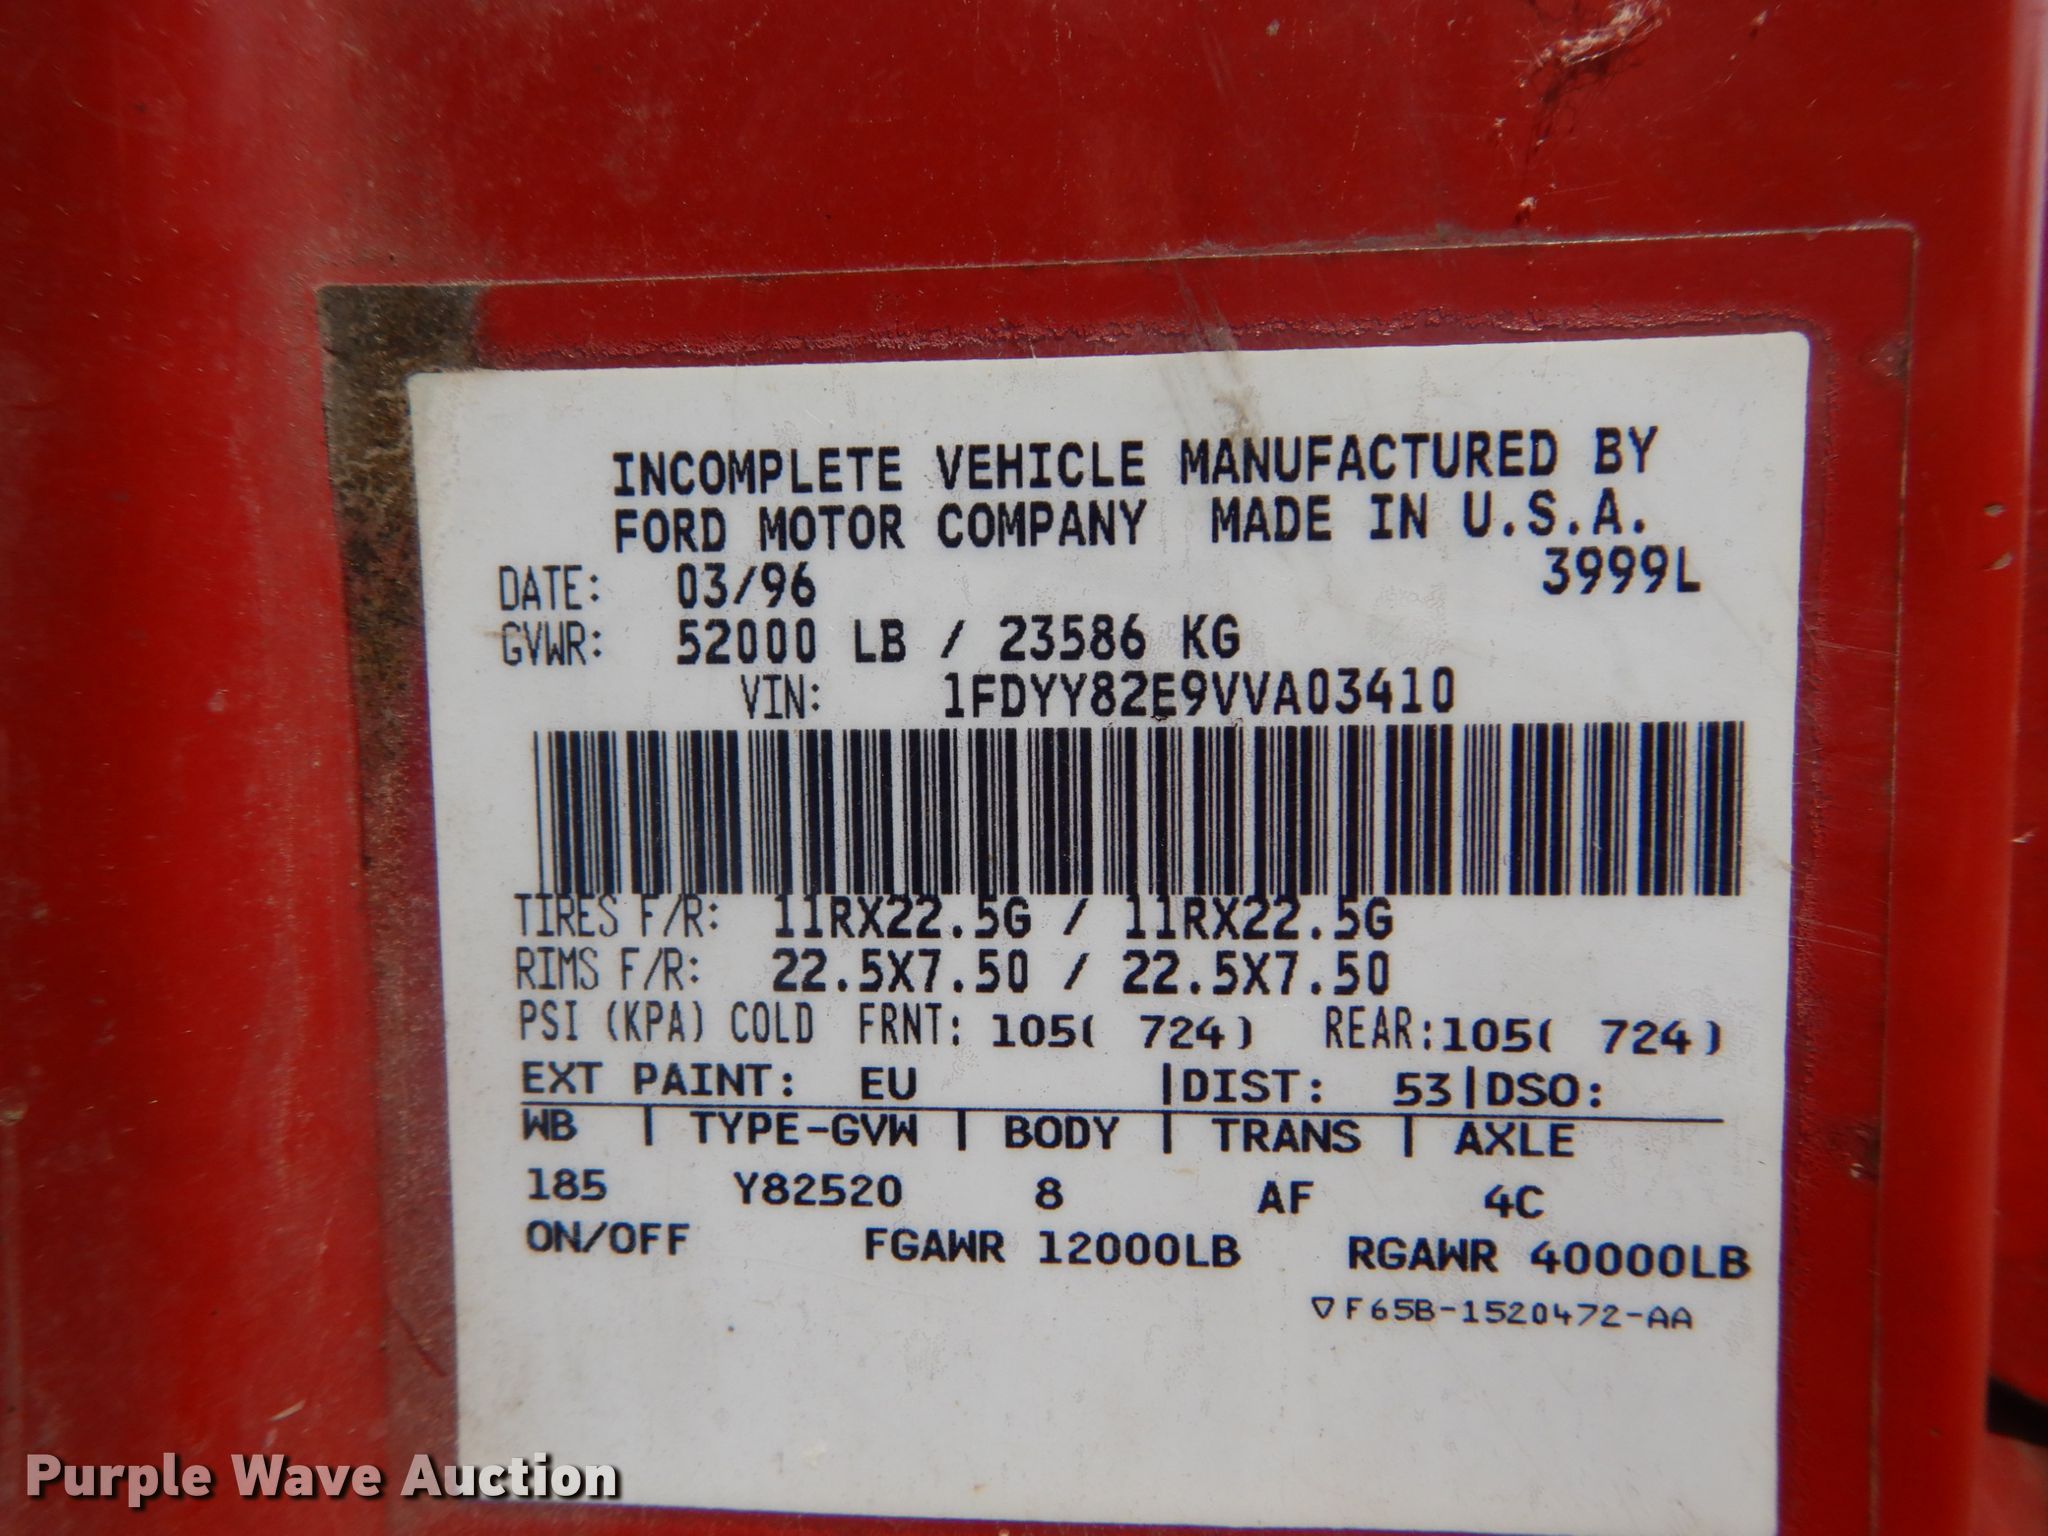 INCOMPLETE VEHICLE MANUFACTURED BY
FORD MOTOR COMPANY MADE IN U.S.A.
3999L
DATE: 03/96
GVWR: 52000 LB / 23586 KG
VIN: 1FDYY82E9VVA03410
TIRES F/R: 11RX22.5G / 11RX22.5G
RIMS F/R: 22.5X7.50 / 22.5X7.50
PSI (KPA) COLD FRNT: 105( 724) REAR:105( 724)
EXT PAINT: EU |DIST: 53|DSO:
WB | TYPE-GVW | BODY | TRANS | AXLE
185 Y82520 8 AF 4C
ON/OFF FGAWR 12000LB RGAWR 40000LB
▽F65B-1520472-AA
Purple Wave Auction